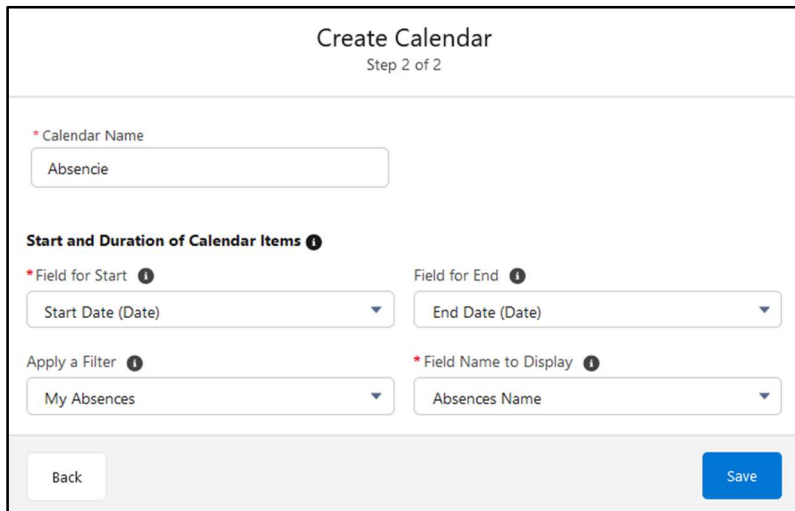 Create Calendar
Step 2 of 2
* Calendar Name
Absencie
Start and Duration of Calendar Items
* Field for Start
Field for End
Start Date (Date)
End Date (Date)
Apply a Filter
* Field Name to Display
My Absences
Absences Name
Back
Save